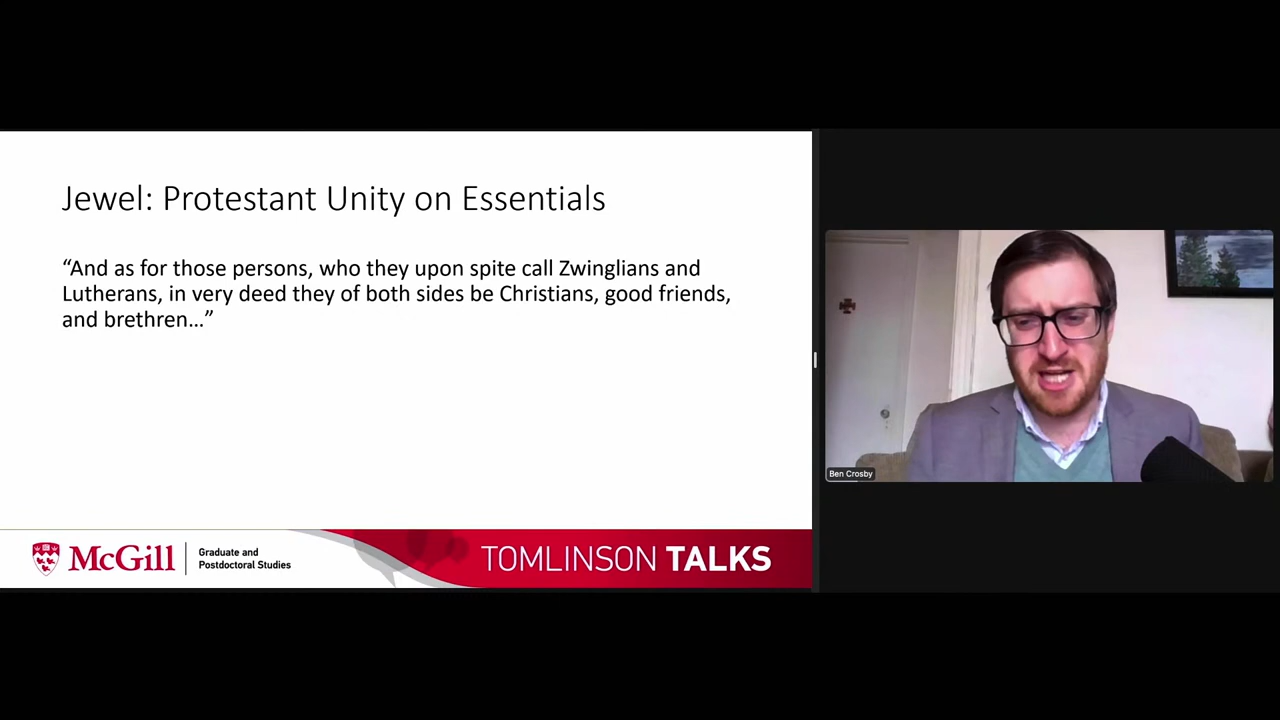 Jewel: Protestant Unity on Essentials
“And as for those persons, who they upon spite call Zwinglians and
Lutherans, in very deed they of both sides be Christians, good friends,
and brethren…”
McGill
Graduate and
Postdoctoral Studies
TOMLINSON TALKS
Ben Crosby